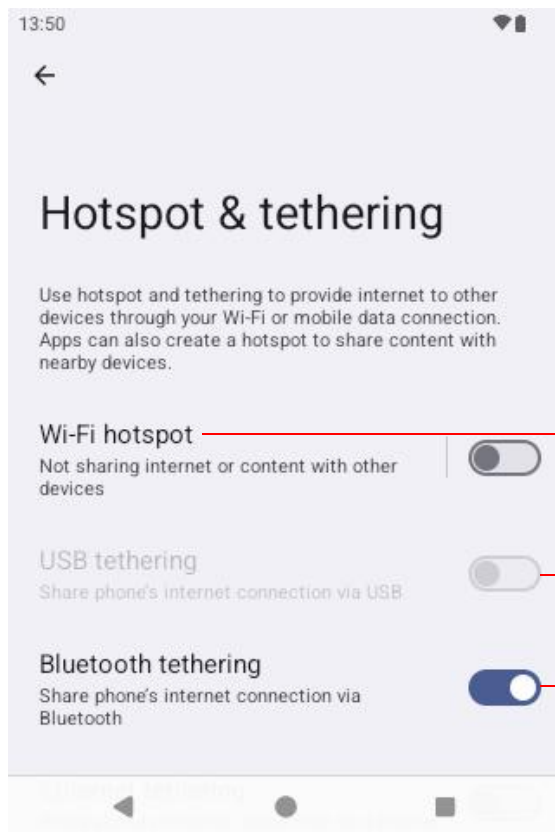 13:50
Hotspot & tethering
Use hotspot and tethering to provide internet to other
devices through your Wi-Fi or mobile data connection.
Apps can also create a hotspot to share content with
nearby devices.
Wi-Fi hotspot
Not sharing internet or content with other
devices
USB tethering
Share phone's internet connection via USB
Bluetooth tethering
Share phone's internet connection via
Bluetooth
Ethernet tethering